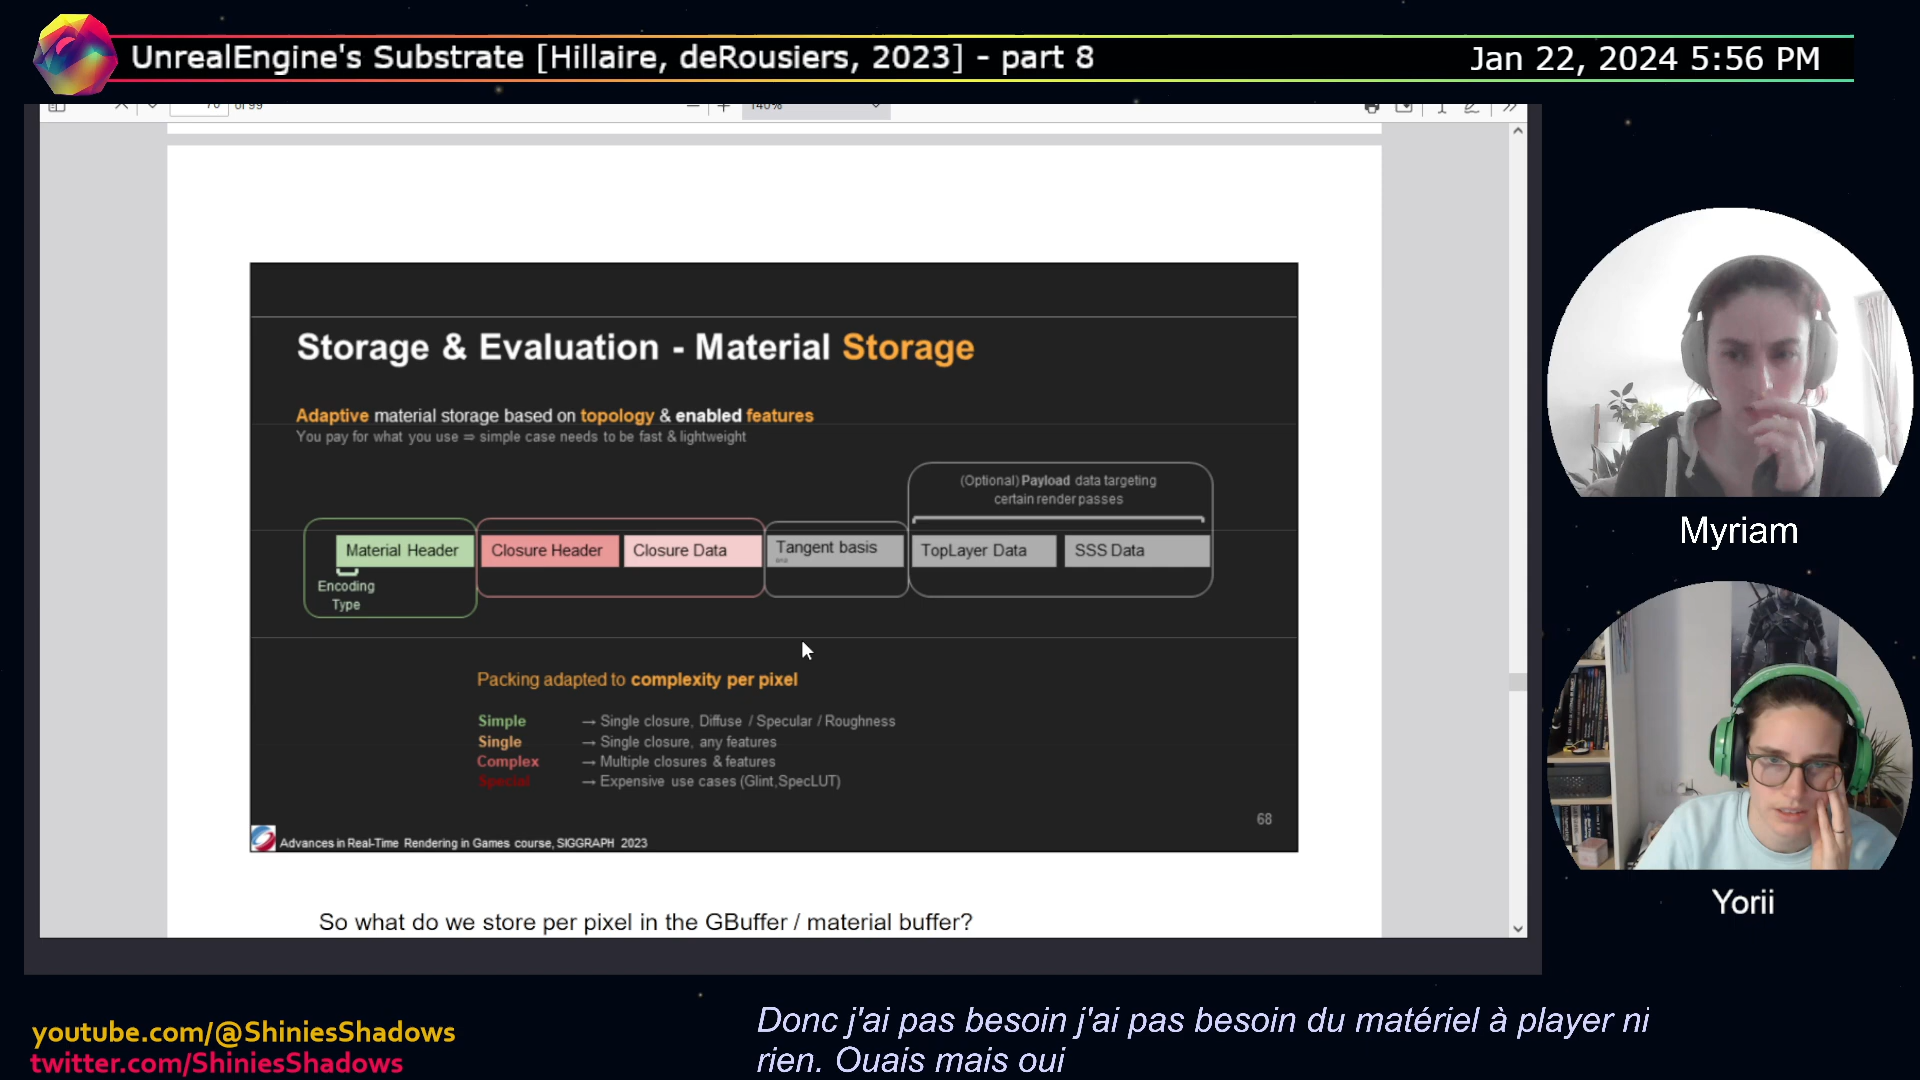 UnrealEngine's Substrate [Hillaire, deRousiers, 2023] - part 8
Jan 22, 2024 5:56 PM
70 of 99
140%
Storage & Evaluation - Material Storage
Adaptive material storage based on topology & enabled features
You pay for what you use ⇒ simple case needs to be fast & lightweight
(Optional) Payload data targeting
certain render passes
Material Header
Closure Header
Closure Data
Tangent basis
TopLayer Data
SSS Data
Encoding
Type
Packing adapted to complexity per pixel
Simple → Single closure, Diffuse / Specular / Roughness
Single → Single closure, any features
Complex → Multiple closures & features
Special → Expensive use cases (Glint,SpecLUT)
68
Advances in Real-Time Rendering in Games course, SIGGRAPH 2023
So what do we store per pixel in the GBuffer / material buffer?
Myriam
Yorii
youtube.com/@ShiniesShadows
twitter.com/ShiniesShadows
Donc j'ai pas besoin j'ai pas besoin du matériel à player ni
rien. Ouais mais oui